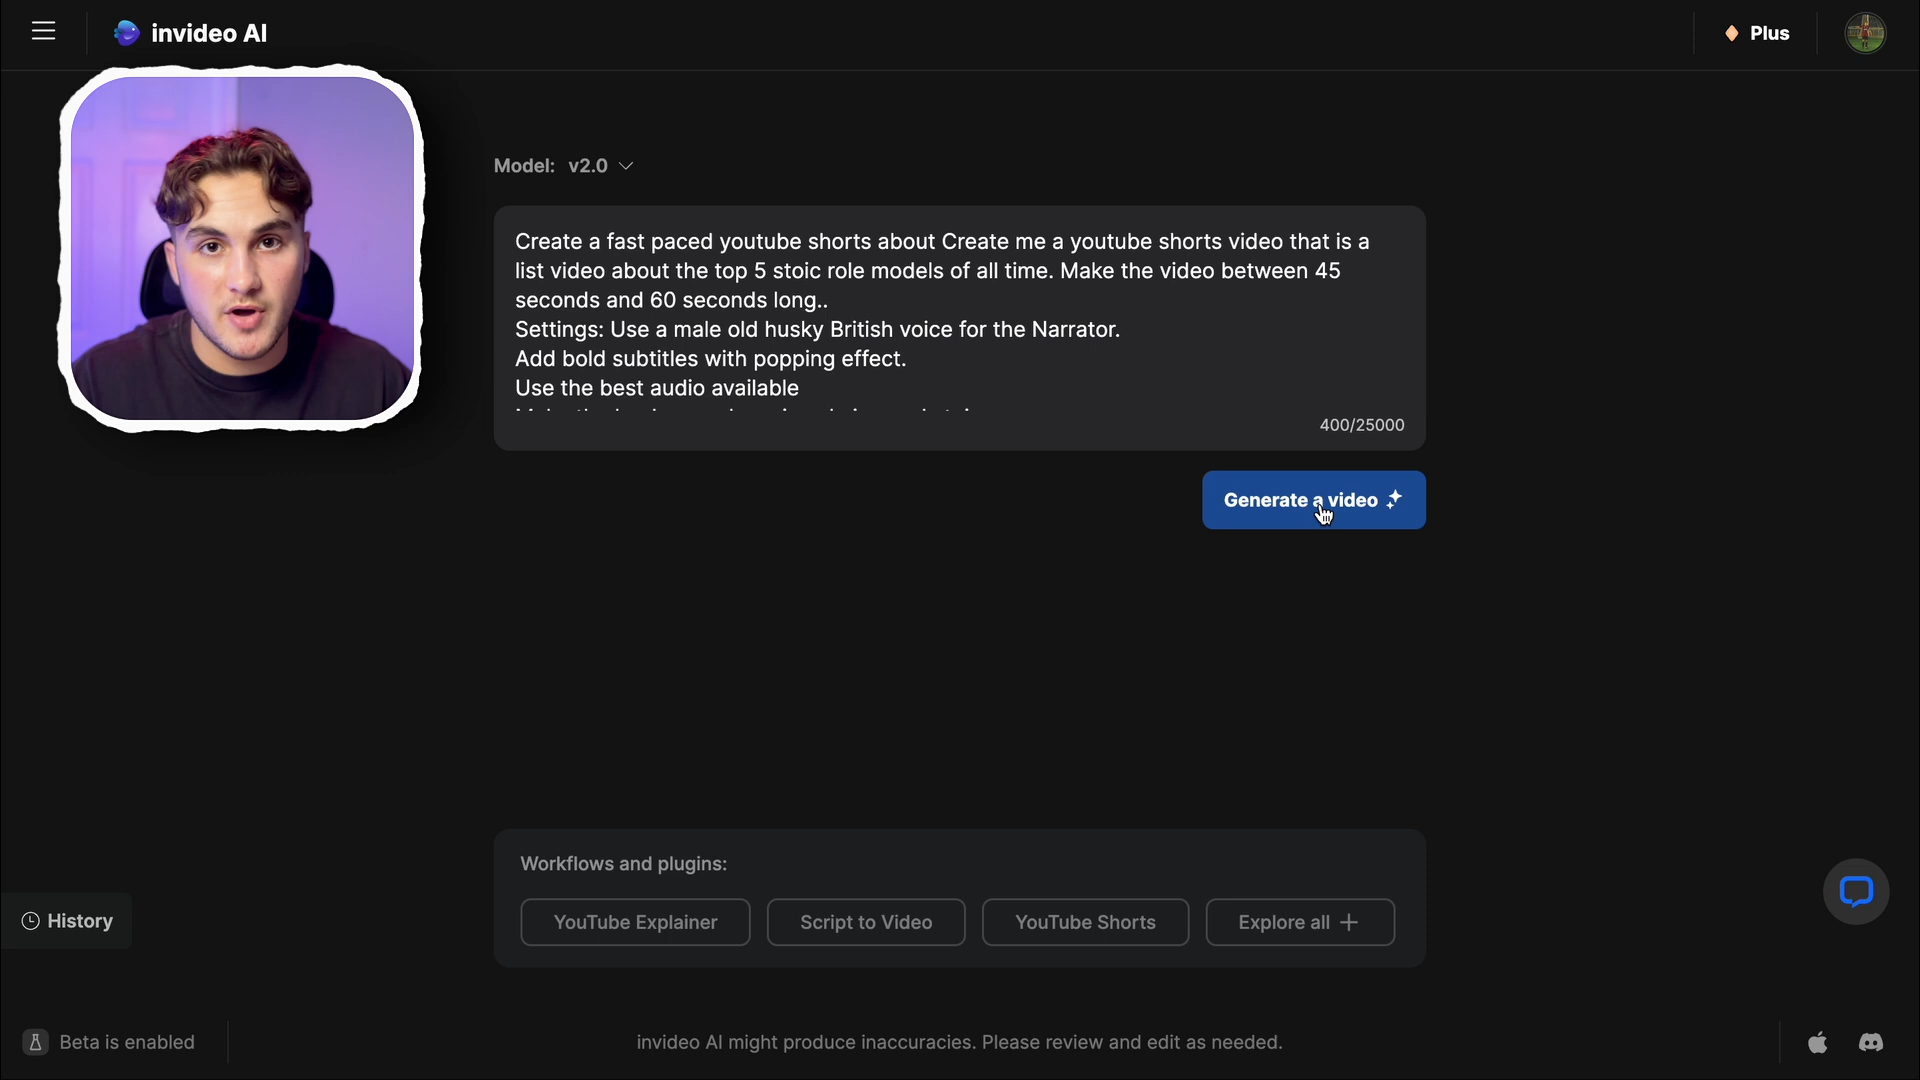 invideo AI
Plus
Model: v2.0
Create a fast paced youtube shorts about Create me a youtube shorts video that is a
list video about the top 5 stoic role models of all time. Make the video between 45
seconds and 60 seconds long..
Settings: Use a male old husky British voice for the Narrator.
Add bold subtitles with popping effect.
Use the best audio available
400/25000
Generate a video
Workflows and plugins:
YouTube Explainer
Script to Video
YouTube Shorts
Explore all +
History
Beta is enabled
invideo AI might produce inaccuracies. Please review and edit as needed.